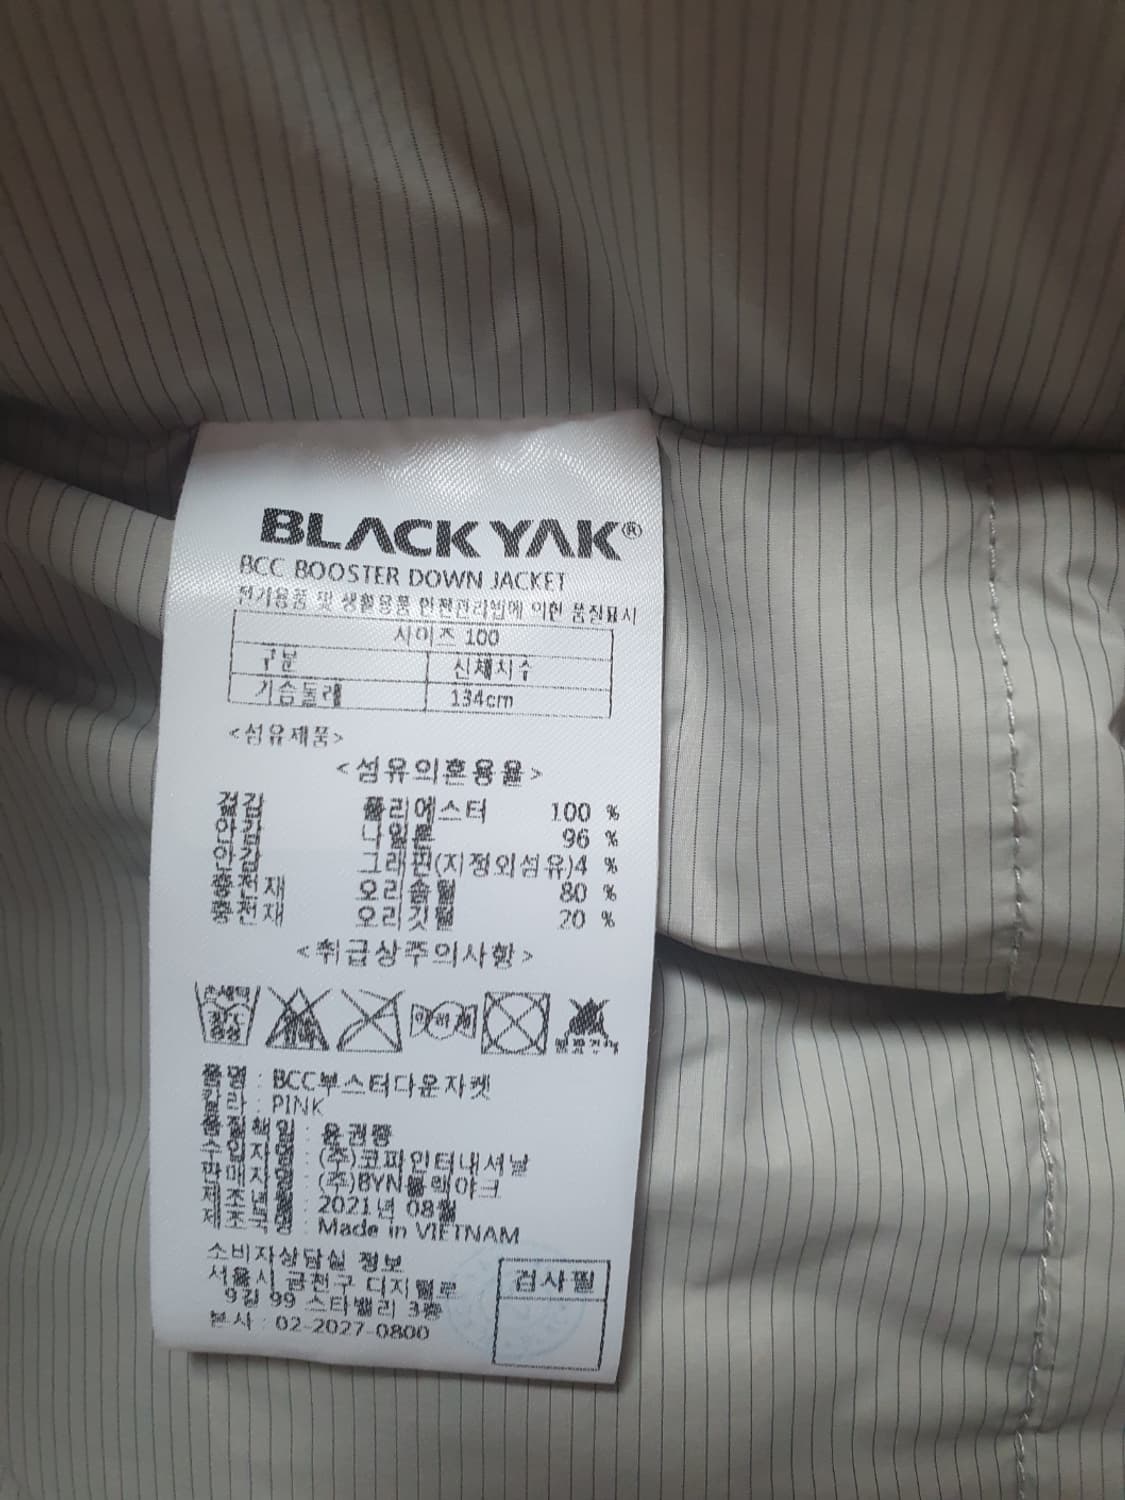 BLACK YAK®
BCC BOOSTER DOWN JACKET
전기용품 및 생활용품 안전관리법에 의한 품질표시
사이즈 100
구분 신체치수
가슴둘레 134cm
<섬유제품>
<섬유의혼용율>
겉감 폴리에스터 100 %
안감 나일론 96 %
안감 그래핀(지정외섬유)4 %
충전재 오리솜털 80 %
충전재 오리깃털 20 %
<취급상주의사항>
손세탁 중성
품명 : BCC부스터다운자켓
칼라 : PINK
품질책임 : 윤권중
수입자명 : (주)코피인터내셔날
판매자명 : (주)BYN블랙야크
제조년월 : 2021년 08월
제조국명 : Made in VIETNAM
소비자상담실 정보
서울시 금천구 디지털로
9길 99 스타밸리 3층
본사 : 02-2027-0800
검사필